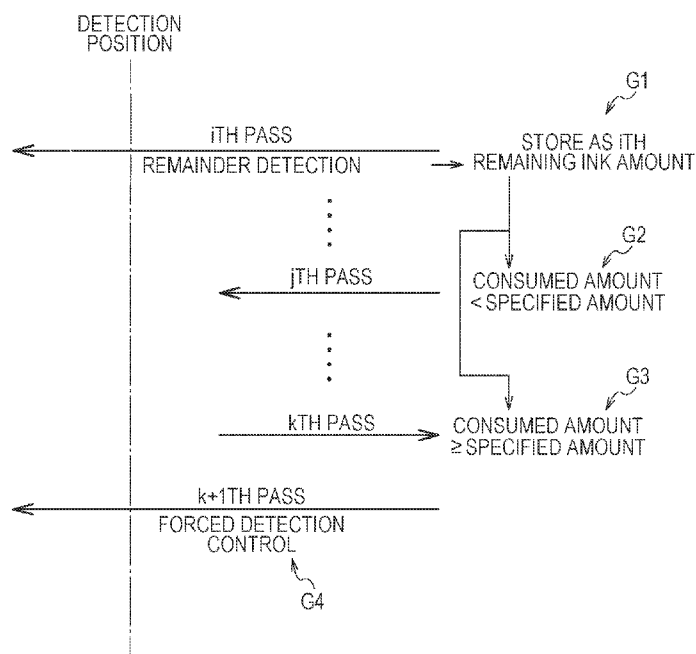 DETECTION
POSITION
G1
iTH PASS
REMAINDER DETECTION
STORE AS iTH
REMAINING INK AMOUNT
G2
jTH PASS
CONSUMED AMOUNT
< SPECIFIED AMOUNT
G3
kTH PASS
CONSUMED AMOUNT
≥ SPECIFIED AMOUNT
k+1TH PASS
FORCED DETECTION
CONTROL
G4